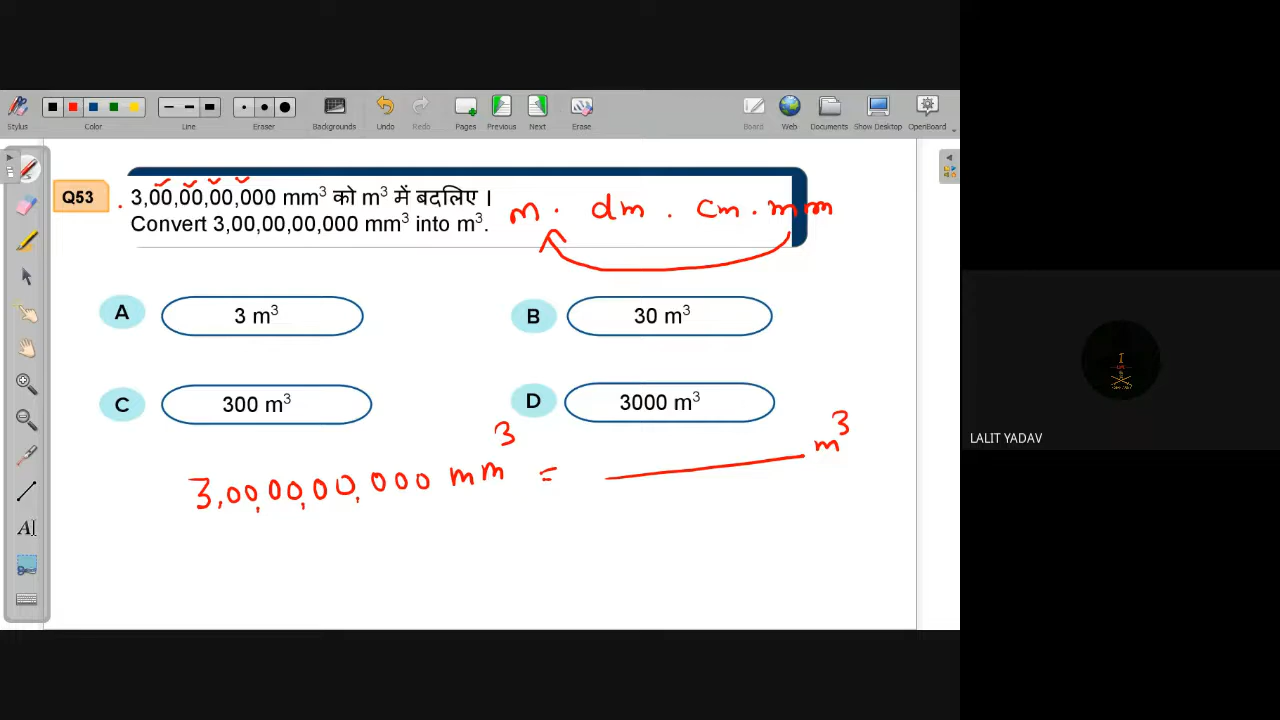 Stylus Color Line Eraser Backgrounds Undo Redo Pages Previous Next Erase Board Web Documents Show Desktop OpenBoard
Q53 3,00,00,00,000 mm³ को m³ में बदलिए।
Convert 3,00,00,00,000 mm³ into m³.
m . dm . cm . mm
A 3 m³
B 30 m³
C 300 m³
D 3000 m³
3,00,00,00,000 mm³ = m³
LALIT YADAV